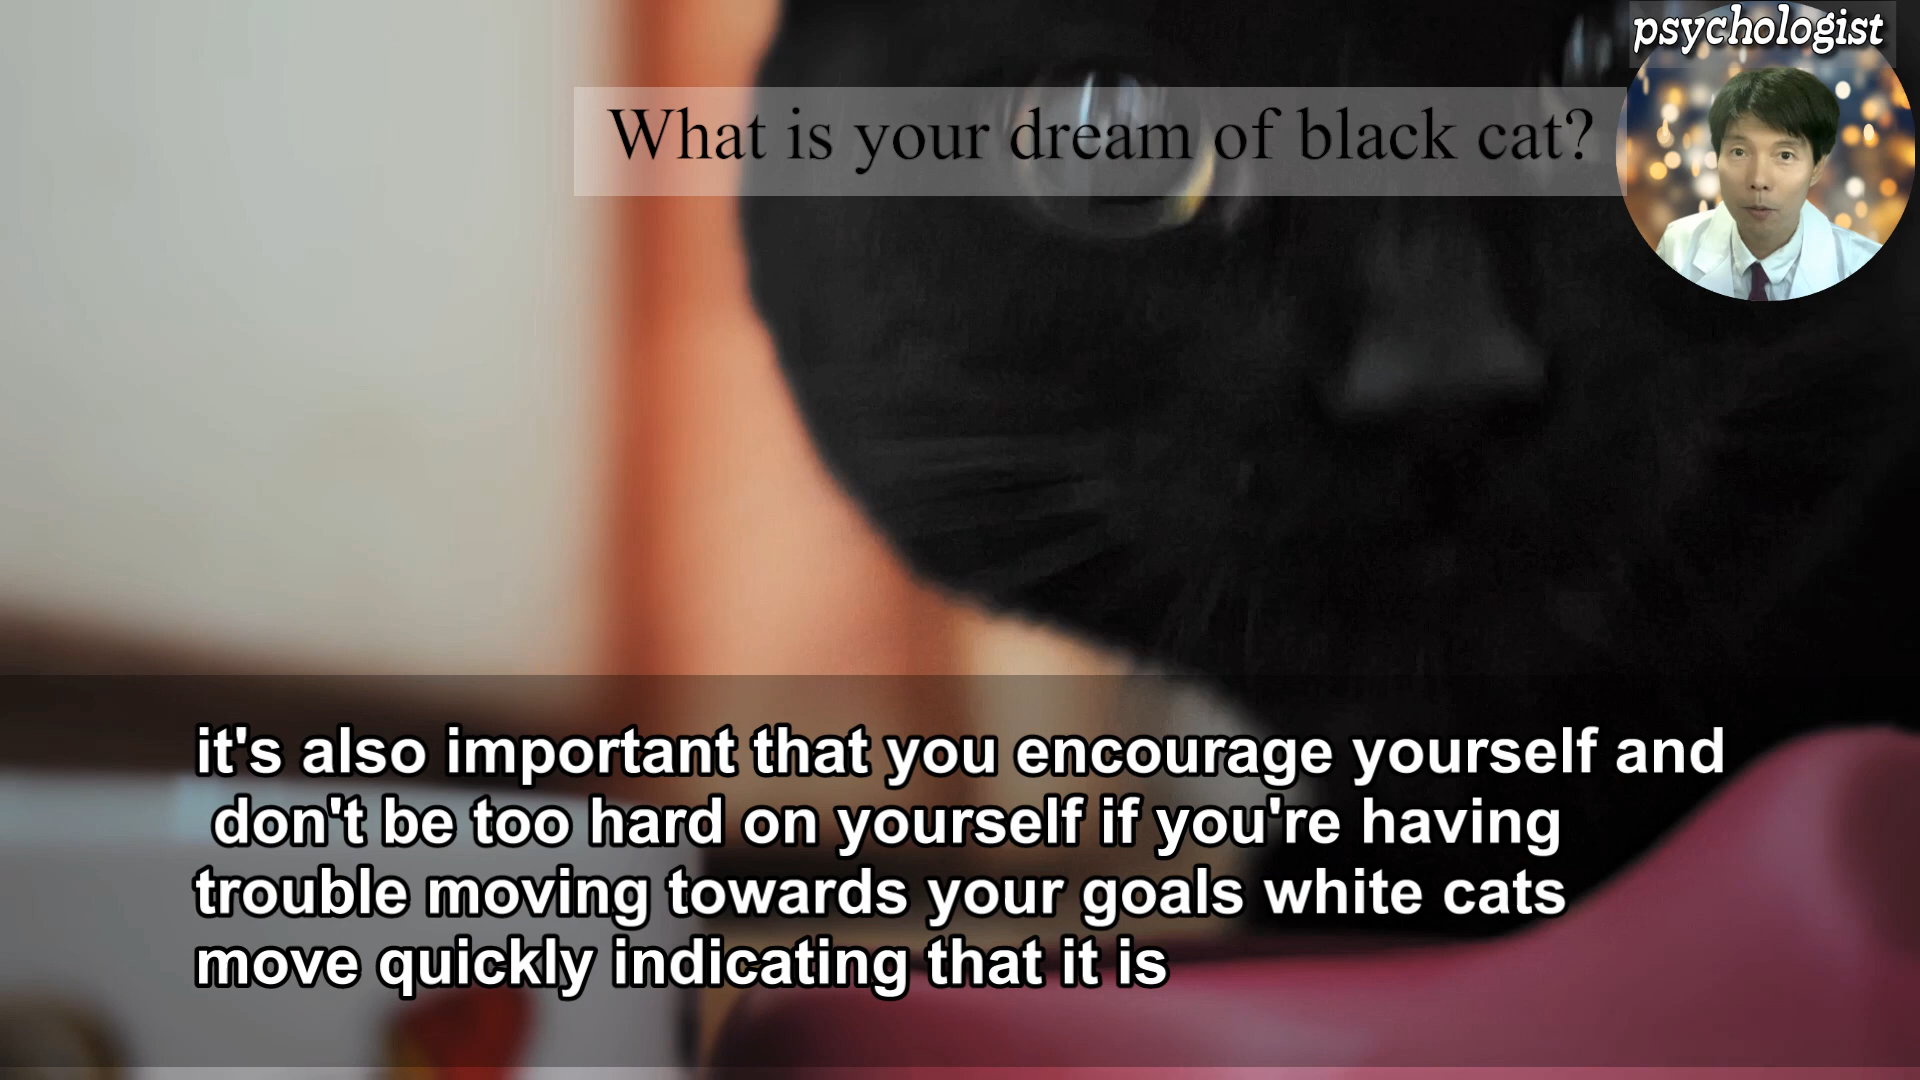 psychologist
What is your dream of black cat?
it's also important that you encourage yourself and
don't be too hard on yourself if you're having
trouble moving towards your goals white cats
move quickly indicating that it is